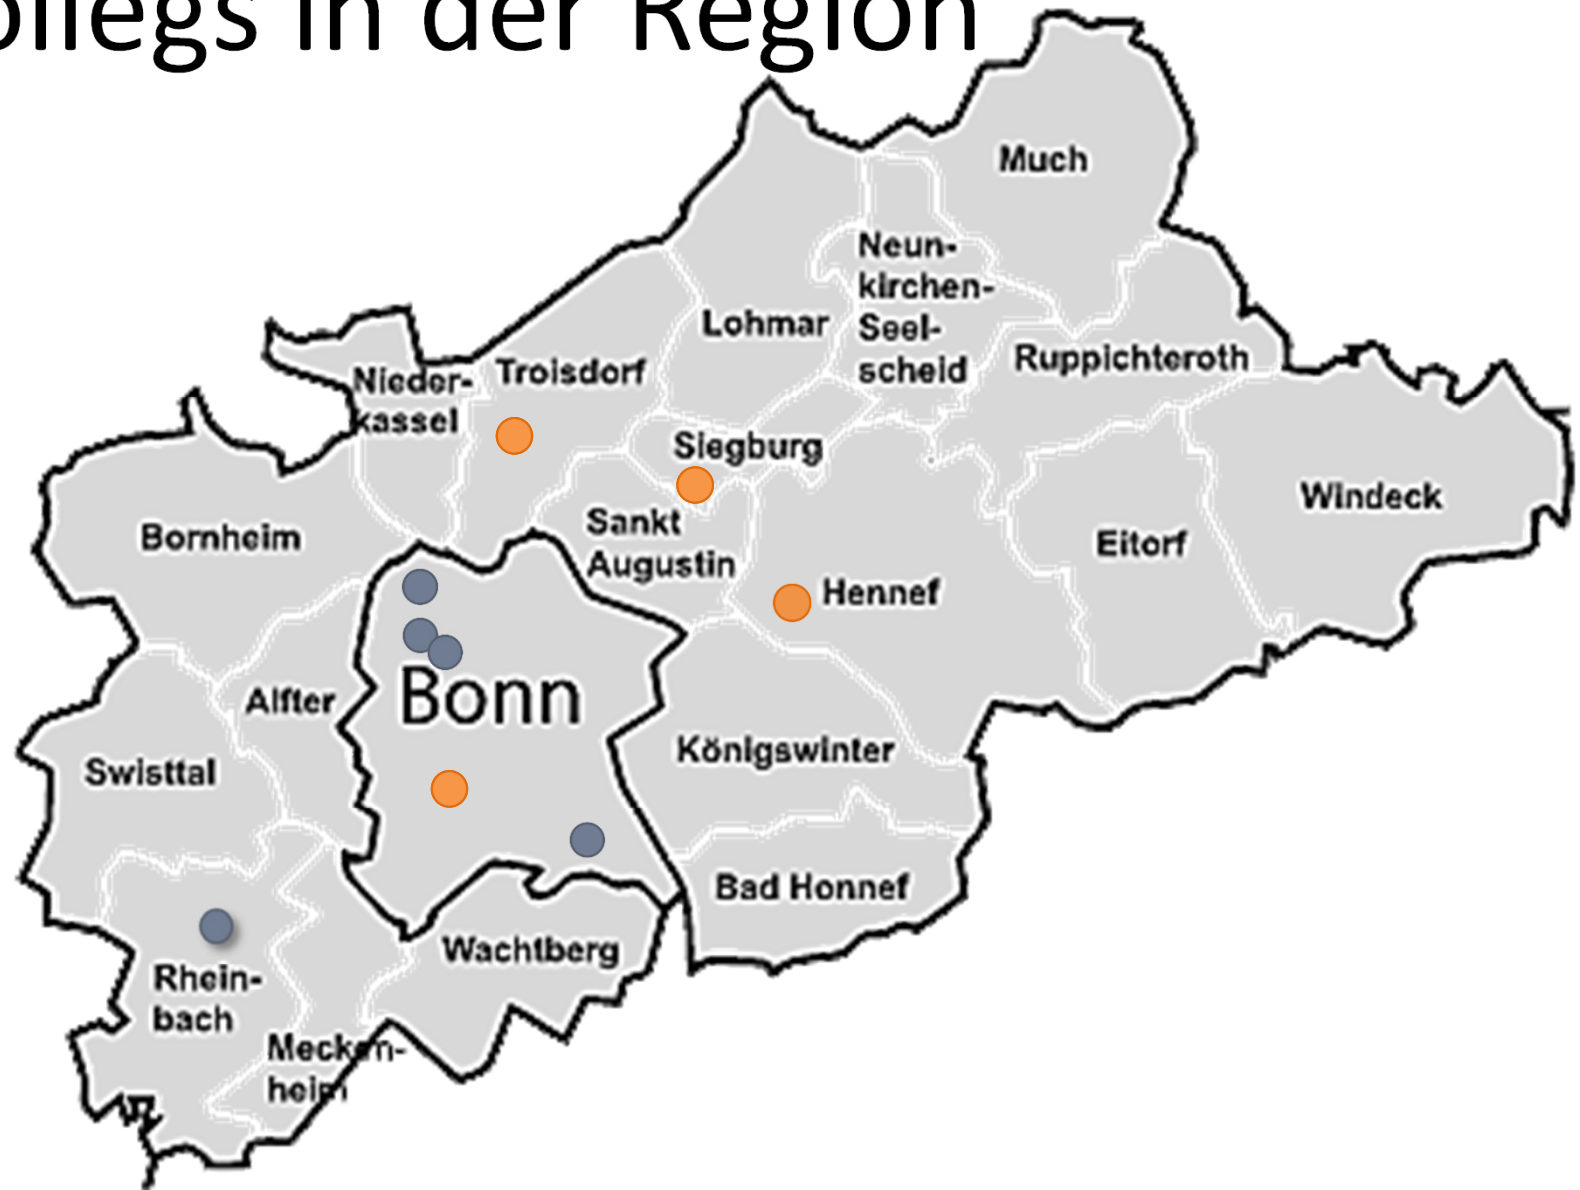 ollegs in der Region
Much
Neun-
kirchen-
Seel-
scheid
Lohmar
Ruppichteroth
Troisdorf
Nieder-
kassel
Siegburg
Windeck
Sankt
Augustin
Bornheim
Eitorf
Hennef
Alfter
Bonn
Königswinter
Swisttal
Bad Honnef
Wachtberg
Rhein-
bach
Mecken-
heim